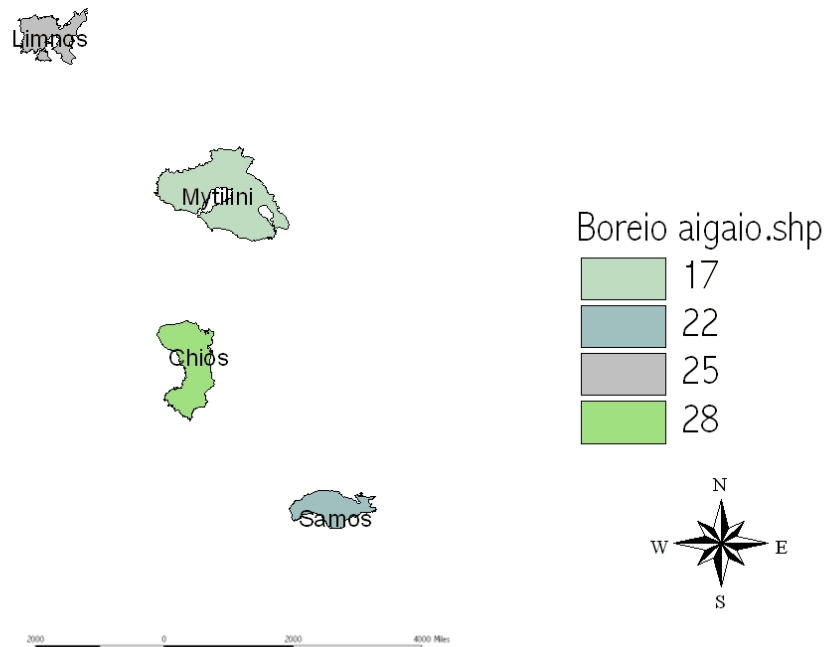 Limnos
Mytilini
Chios
Samos
Boreio aigaio.shp
17
22
25
28
N
W E
S
2000 0 2000 4000 Miles